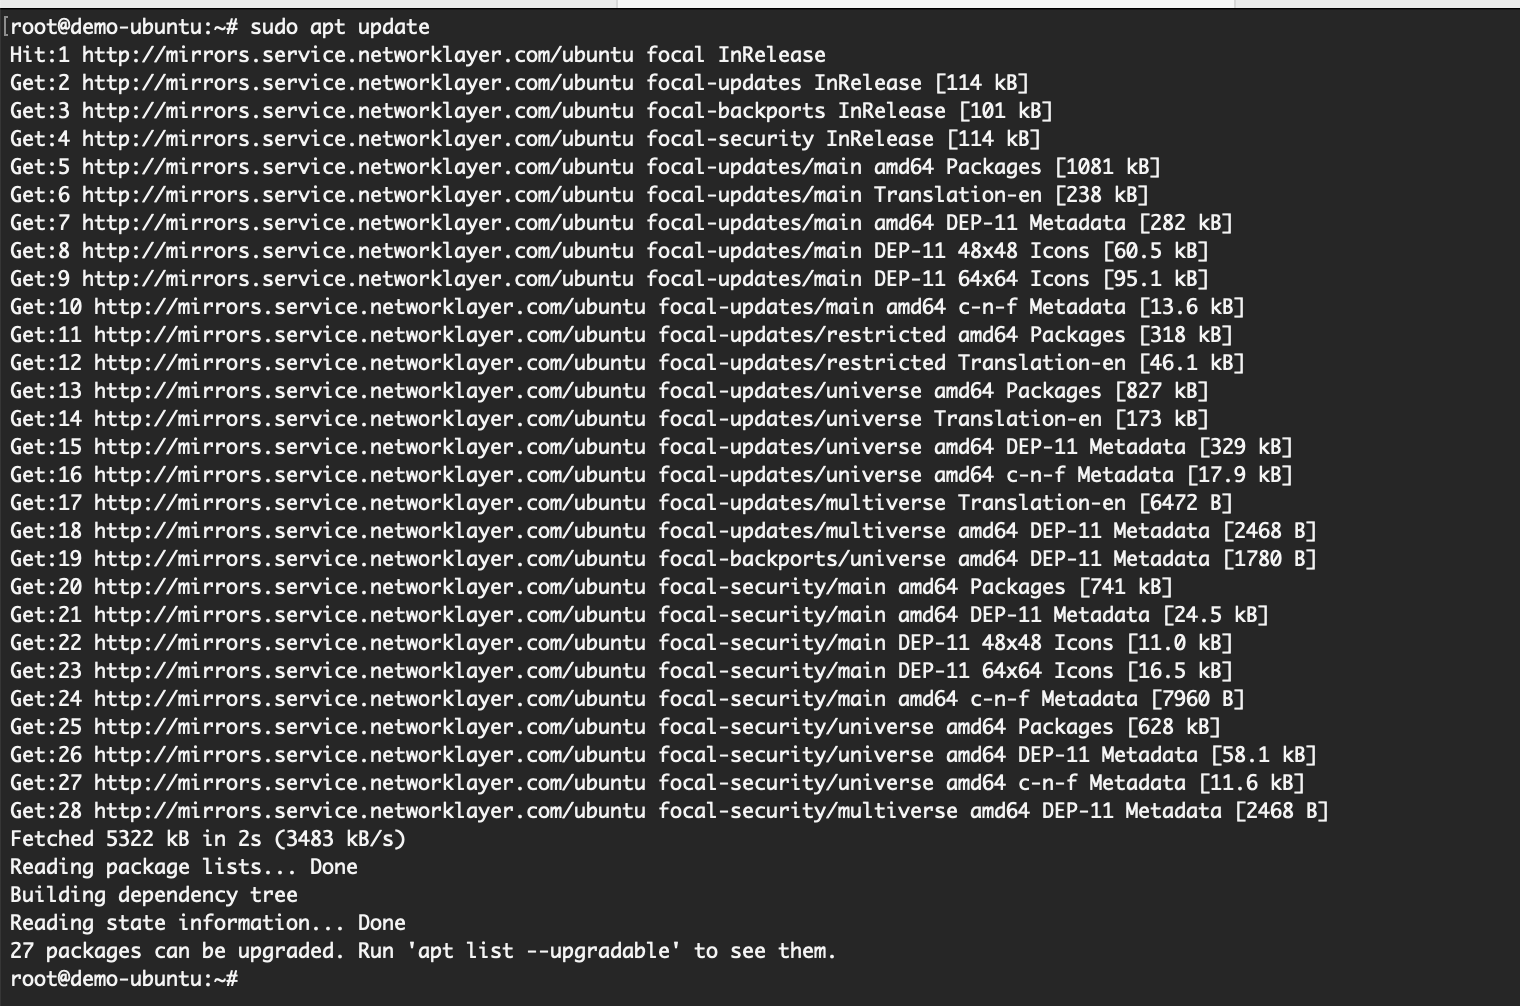 [root@demo-ubuntu:~# sudo apt update
Hit:1 http://mirrors.service.networklayer.com/ubuntu focal InRelease
Get:2 http://mirrors.service.networklayer.com/ubuntu focal-updates InRelease [114 kB]
Get:3 http://mirrors.service.networklayer.com/ubuntu focal-backports InRelease [101 kB]
Get:4 http://mirrors.service.networklayer.com/ubuntu focal-security InRelease [114 kB]
Get:5 http://mirrors.service.networklayer.com/ubuntu focal-updates/main amd64 Packages [1081 kB]
Get:6 http://mirrors.service.networklayer.com/ubuntu focal-updates/main Translation-en [238 kB]
Get:7 http://mirrors.service.networklayer.com/ubuntu focal-updates/main amd64 DEP-11 Metadata [282 kB]
Get:8 http://mirrors.service.networklayer.com/ubuntu focal-updates/main DEP-11 48x48 Icons [60.5 kB]
Get:9 http://mirrors.service.networklayer.com/ubuntu focal-updates/main DEP-11 64x64 Icons [95.1 kB]
Get:10 http://mirrors.service.networklayer.com/ubuntu focal-updates/main amd64 c-n-f Metadata [13.6 kB]
Get:11 http://mirrors.service.networklayer.com/ubuntu focal-updates/restricted amd64 Packages [318 kB]
Get:12 http://mirrors.service.networklayer.com/ubuntu focal-updates/restricted Translation-en [46.1 kB]
Get:13 http://mirrors.service.networklayer.com/ubuntu focal-updates/universe amd64 Packages [827 kB]
Get:14 http://mirrors.service.networklayer.com/ubuntu focal-updates/universe Translation-en [173 kB]
Get:15 http://mirrors.service.networklayer.com/ubuntu focal-updates/universe amd64 DEP-11 Metadata [329 kB]
Get:16 http://mirrors.service.networklayer.com/ubuntu focal-updates/universe amd64 c-n-f Metadata [17.9 kB]
Get:17 http://mirrors.service.networklayer.com/ubuntu focal-updates/multiverse Translation-en [6472 B]
Get:18 http://mirrors.service.networklayer.com/ubuntu focal-updates/multiverse amd64 DEP-11 Metadata [2468 B]
Get:19 http://mirrors.service.networklayer.com/ubuntu focal-backports/universe amd64 DEP-11 Metadata [1780 B]
Get:20 http://mirrors.service.networklayer.com/ubuntu focal-security/main amd64 Packages [741 kB]
Get:21 http://mirrors.service.networklayer.com/ubuntu focal-security/main amd64 DEP-11 Metadata [24.5 kB]
Get:22 http://mirrors.service.networklayer.com/ubuntu focal-security/main DEP-11 48x48 Icons [11.0 kB]
Get:23 http://mirrors.service.networklayer.com/ubuntu focal-security/main DEP-11 64x64 Icons [16.5 kB]
Get:24 http://mirrors.service.networklayer.com/ubuntu focal-security/main amd64 c-n-f Metadata [7960 B]
Get:25 http://mirrors.service.networklayer.com/ubuntu focal-security/universe amd64 Packages [628 kB]
Get:26 http://mirrors.service.networklayer.com/ubuntu focal-security/universe amd64 DEP-11 Metadata [58.1 kB]
Get:27 http://mirrors.service.networklayer.com/ubuntu focal-security/universe amd64 c-n-f Metadata [11.6 kB]
Get:28 http://mirrors.service.networklayer.com/ubuntu focal-security/multiverse amd64 DEP-11 Metadata [2468 B]
Fetched 5322 kB in 2s (3483 kB/s)
Reading package lists... Done
Building dependency tree
Reading state information... Done
27 packages can be upgraded. Run 'apt list --upgradable' to see them.
root@demo-ubuntu:~#